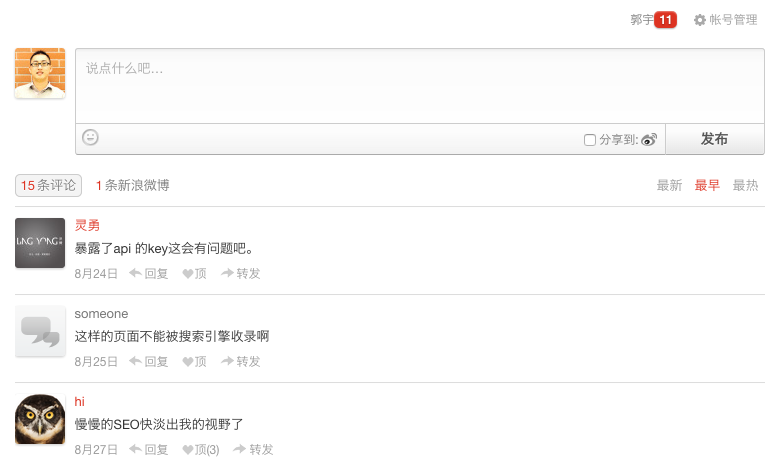 郭宇 11 帐号管理
说点什么吧...
分享到: 发布
15条评论 1条新浪微博 最新 最早 最热
灵勇
LING YONG
暴露了api 的key这会有问题吧。
8月24日 回复 顶 转发
someone
这样的页面不能被搜索引擎收录啊
8月25日 回复 顶 转发
hi
慢慢的SEO快淡出我的视野了
8月27日 回复 顶(3) 转发